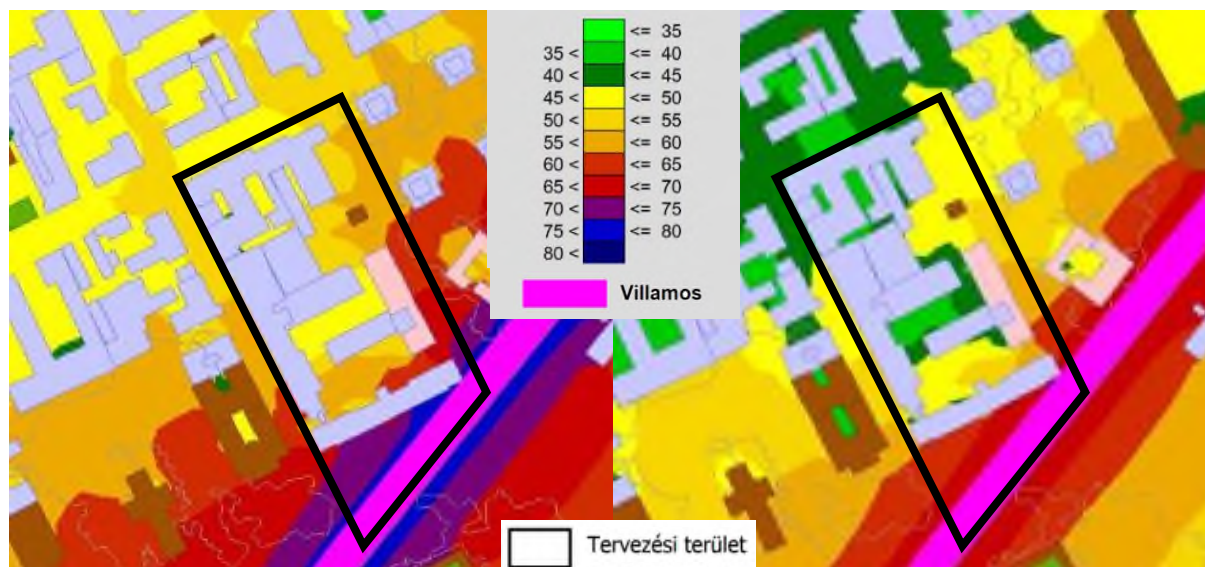 <= 35
35 < <= 40
40 < <= 45
45 < <= 50
50 < <= 55
55 < <= 60
60 < <= 65
65 < <= 70
70 < <= 75
75 < <= 80
80 <
Villamos
Tervezési terület